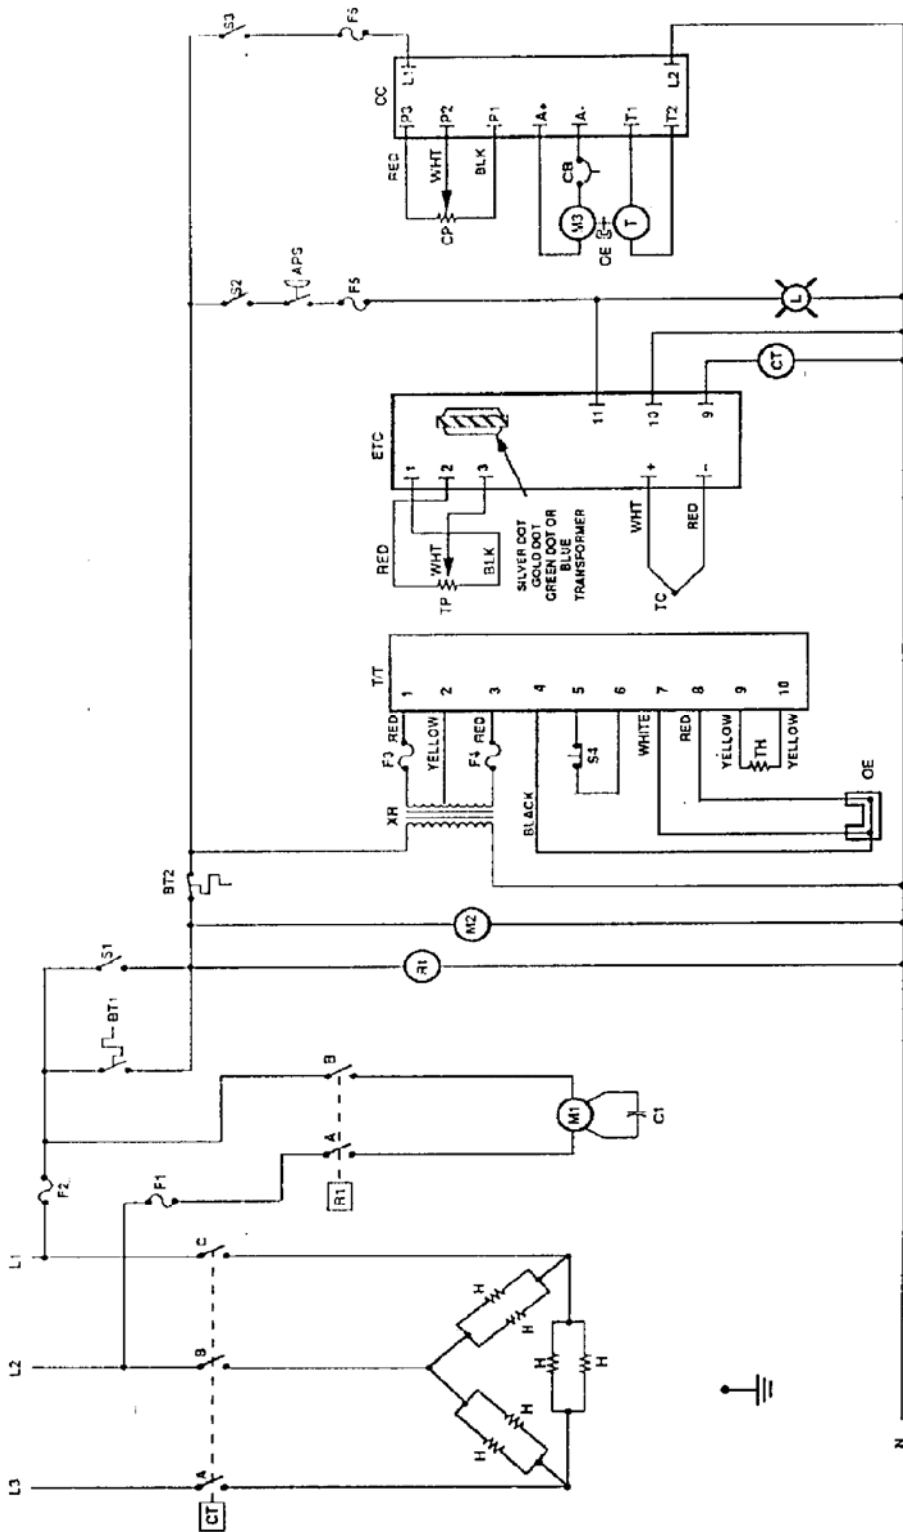 L1
L2
L3
F2
F1
BT1
S1
BT2
C
B
A
CT
B
A
R1
M1
C1
H
H
H
H
H
H
N
R1
M2
XR
F3
RED
YELLOW
F4
RED
BLACK
S4
WHITE
RED
YELLOW
TH
YELLOW
OE
T/T
1
2
3
4
5
6
7
8
9
10
ETC
1
2
3
RED
WHT
TP
BLK
SILVER DOT
GOLD DOT
GREEN DOT OR
BLUE
TRANSFORMER
WHT
RED
TC
+
-
11
10
9
CT
L
S2
APS
F5
S3
CC
L1
L2
P3
P2
P1
A+
A-
T1
T2
RED
WHT
CP
BLK
CB
M3
OE
T